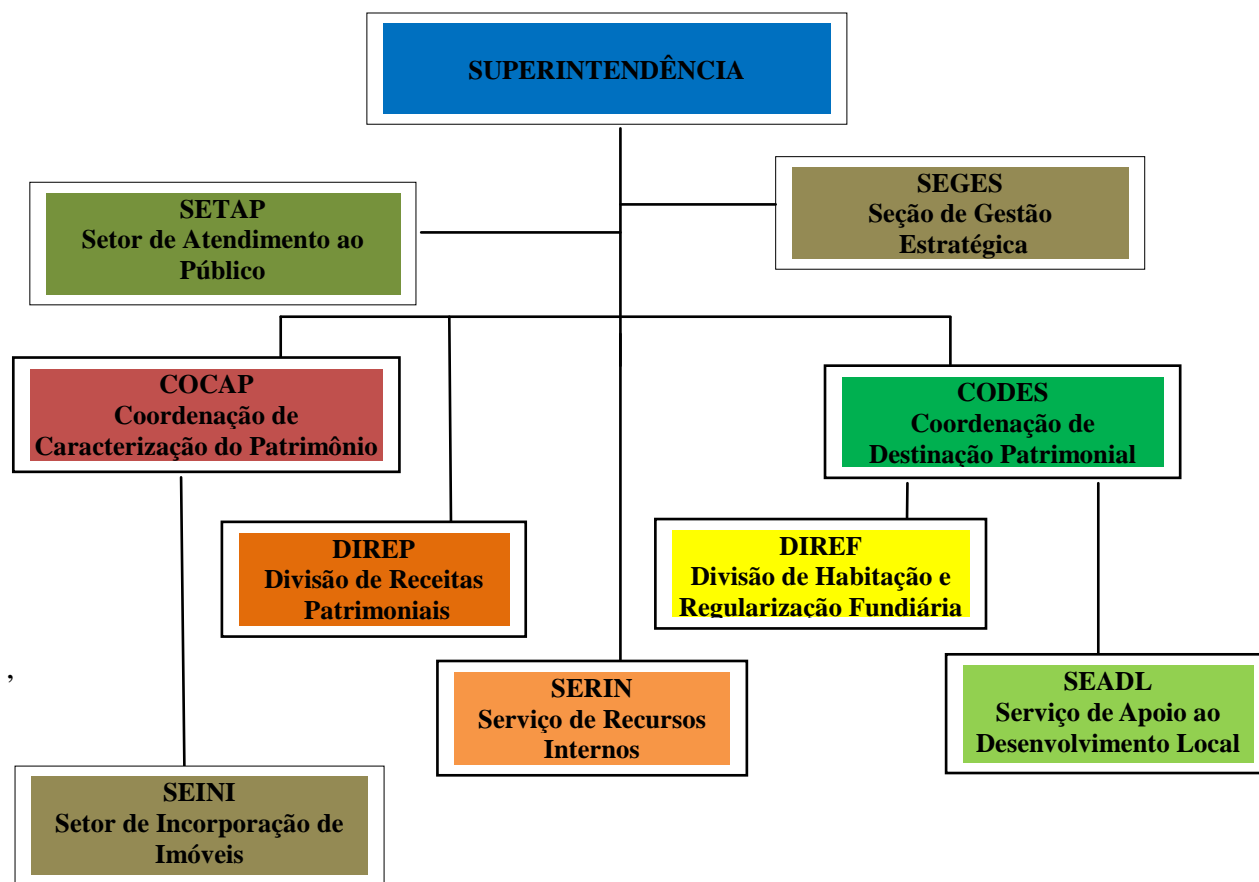 SUPERINTENDÊNCIA
SEGES
Seção de Gestão
Estratégica
SETAP
Setor de Atendimento ao
Público
COCAP
Coordenação de
Caracterização do Patrimônio
CODES
Coordenação de
Destinação Patrimonial
DIREP
Divisão de Receitas
Patrimoniais
DIREF
Divisão de Habitação e
Regularização Fundiária
,
SERIN
Serviço de Recursos
Internos
SEADL
Serviço de Apoio ao
Desenvolvimento Local
SEINI
Setor de Incorporação de
Imóveis